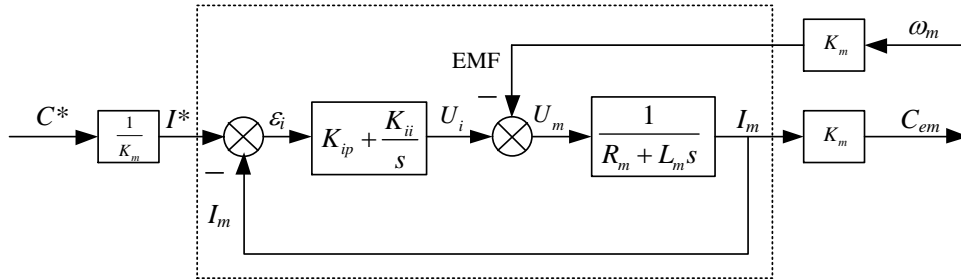 K_m
ω_m
EMF
−
C*
1/K_m
I*
ε_i
K_ip + K_ii/s
U_i
U_m
1/(R_m + L_m s)
I_m
K_m
C_em
−
I_m